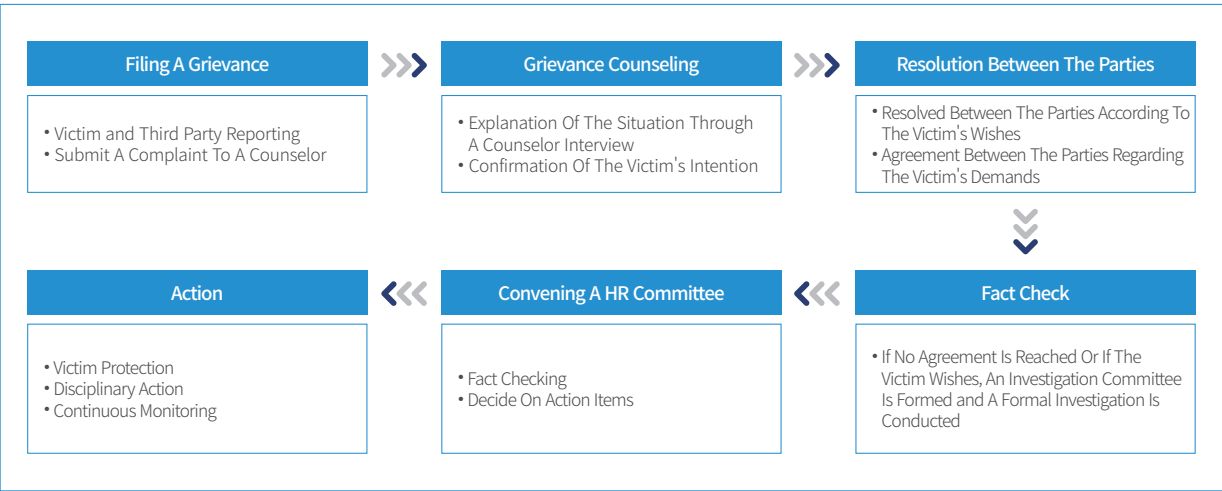 Filing A Grievance
• Victim and Third Party Reporting
• Submit A Complaint To A Counselor
Grievance Counseling
• Explanation Of The Situation Through
A Counselor Interview
• Confirmation Of The Victim's Intention
Resolution Between The Parties
• Resolved Between The Parties According To
The Victim's Wishes
• Agreement Between The Parties Regarding
The Victim's Demands
Fact Check
• If No Agreement Is Reached Or If The
Victim Wishes, An Investigation Committee
Is Formed and A Formal Investigation Is
Conducted
Convening A HR Committee
• Fact Checking
• Decide On Action Items
Action
• Victim Protection
• Disciplinary Action
• Continuous Monitoring